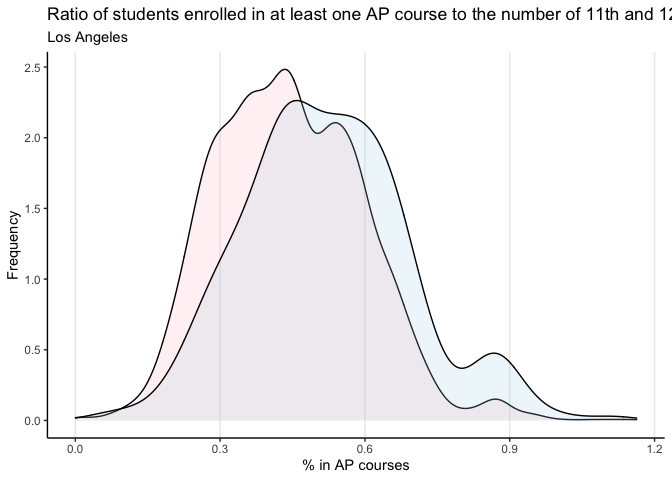 Ratio of students enrolled in at least one AP course to the number of 11th and
Los Angeles
2.5
2.0
1.5
1.0
0.5
0.0
Frequency
0.0 0.3 0.6 0.9 1.2
% in AP courses